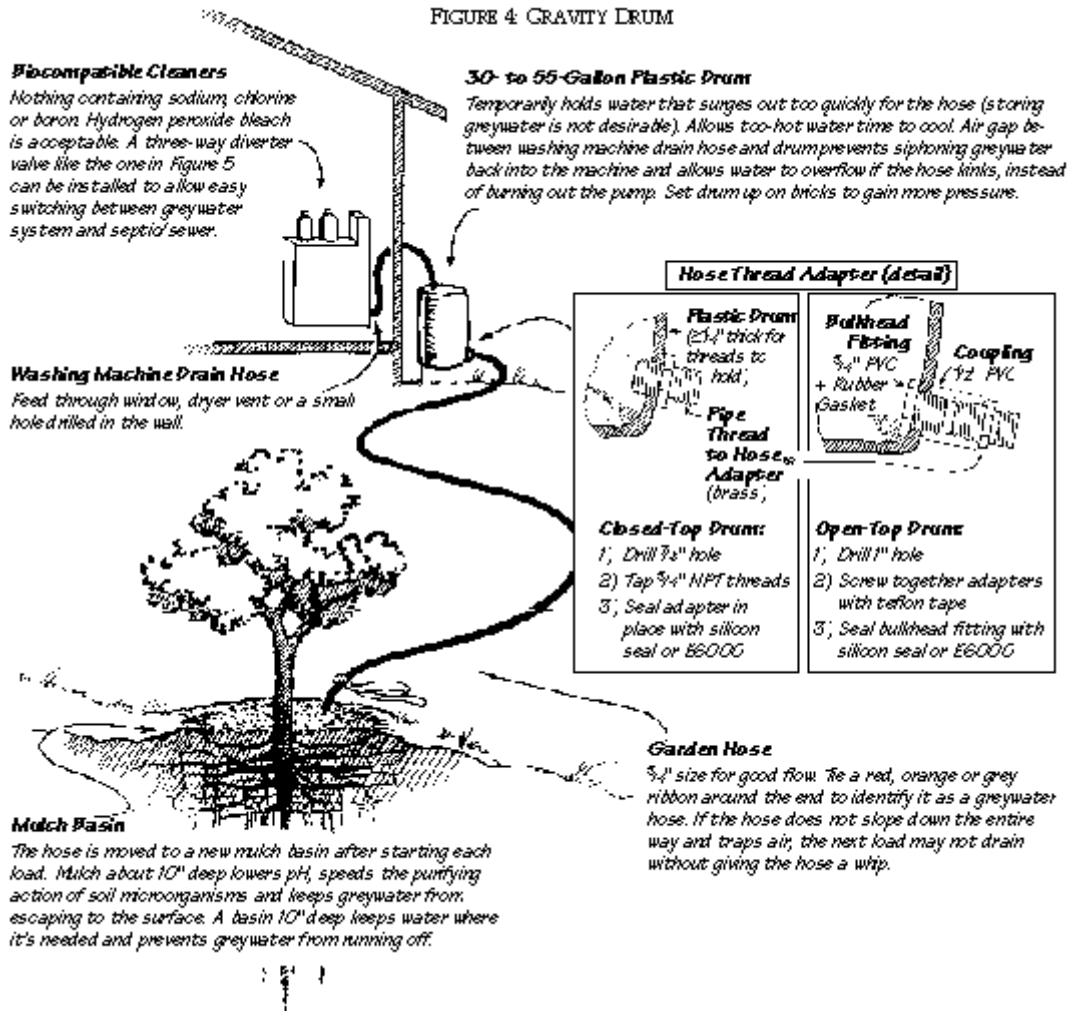 FIGURE 4: GRAVITY DRUM
Biocompatible Cleaners
Nothing containing sodium, chlorine
or boron. Hydrogen peroxide bleach
is acceptable. A three-way diverter
valve like the one in Figure 5
can be installed to allow easy
switching between greywater
system and septic/sewer.
30- to 55-Gallon Plastic Drum
Temporarily holds water that surges out too quickly for the hose (storing
greywater is not desirable). Allows too-hot water time to cool. Air gap be-
tween washing machine drain hose and drum prevents siphoning greywater
back into the machine and allows water to overflow if the hose kinks, instead
of burning out the pump. Set drum up on bricks to gain more pressure.
Washing Machine Drain Hose
Feed through window, dryer vent or a small
hole drilled in the wall.
Hose Thread Adapter (detail)
Plastic Drum
thick for
threads to
hold)
Pipe
Thread
to Hose
Adapter
(brass)
Closed-Top Drum:
1) Drill hole
2) Tap 3/4" NPT threads
3) Seal adapter in
place with silicon
seal or E6000
Bulkhead
Fitting
3/4" PVC
+ Rubber
Gasket
Coupling
1/2" PVC
Open-Top Drum:
1) Drill 1" hole
2) Screw together adapters
with teflon tape
3) Seal bulkhead fitting with
silicon seal or E6000
Garden Hose
3/4" size for good flow. Tie a red, orange or grey
ribbon around the end to identify it as a greywater
hose. If the hose does not slope down the entire
way and traps air, the next load may not drain
without giving the hose a whip.
Mulch Basin
The hose is moved to a new mulch basin after starting each
load. Mulch about 10" deep lowers pH, speeds the purifying
action of soil microorganisms and keeps greywater from
escaping to the surface. A basin 10" deep keeps water where
it's needed and prevents greywater from running off.